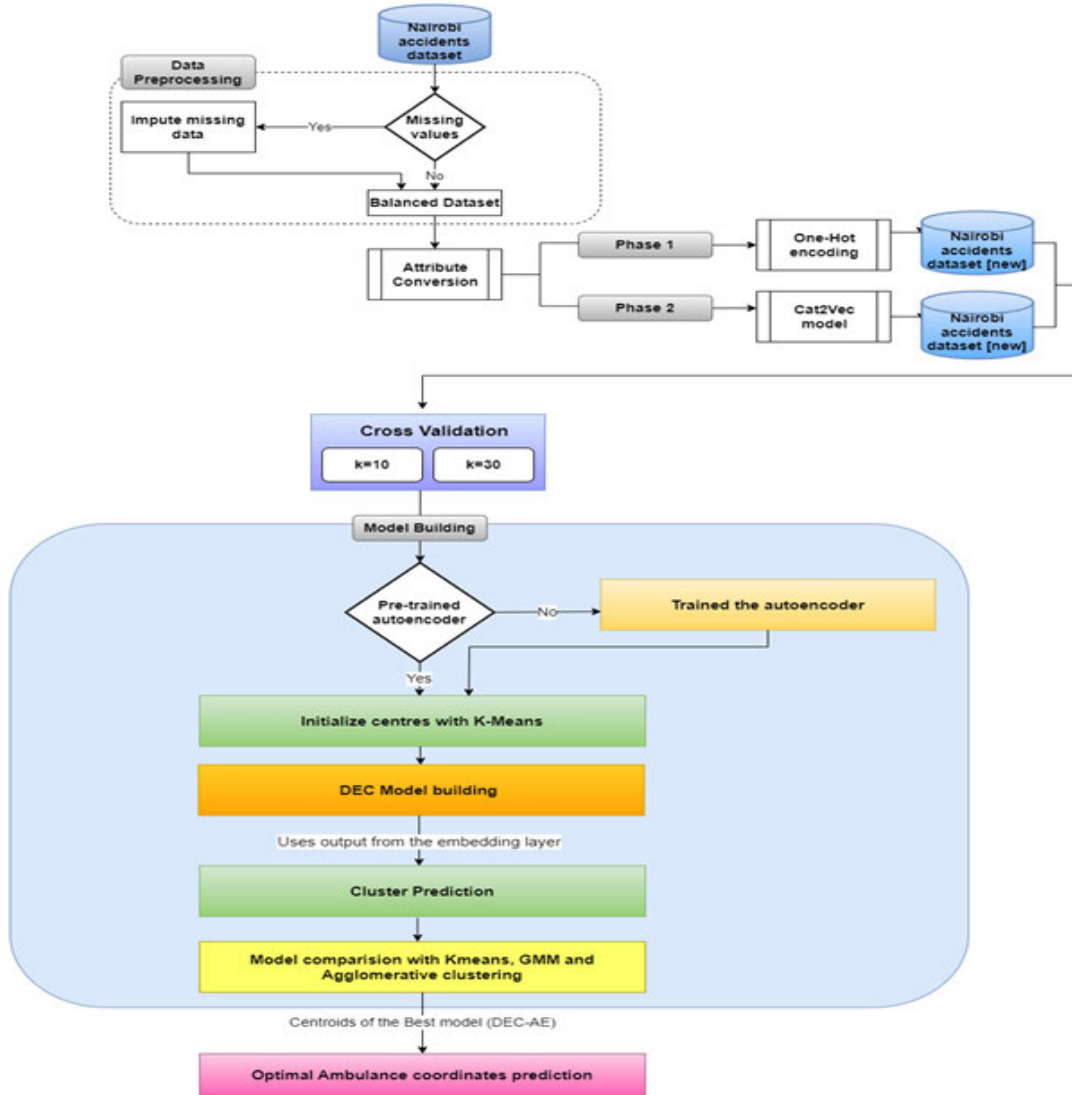 Nairobi
accidents
dataset
Data
Preprocessing
Impute missing
data
Yes
Missing
values
No
Balanced Dataset
Attribute
Conversion
Phase 1
One-Hot
encoding
Nairobi
accidents
dataset [new]
Phase 2
Cat2Vec
model
Nairobi
accidents
dataset [new]
Cross Validation
k=10
k=30
Model Building
Pre-trained
autoencoder
No
Trained the autoencoder
Yes
Initialize centres with K-Means
DEC Model building
Uses output from the embedding layer
Cluster Prediction
Model comparision with Kmeans, GMM and
Agglomerative clustering
Centroids of the Best model (DEC-AE)
Optimal Ambulance coordinates prediction